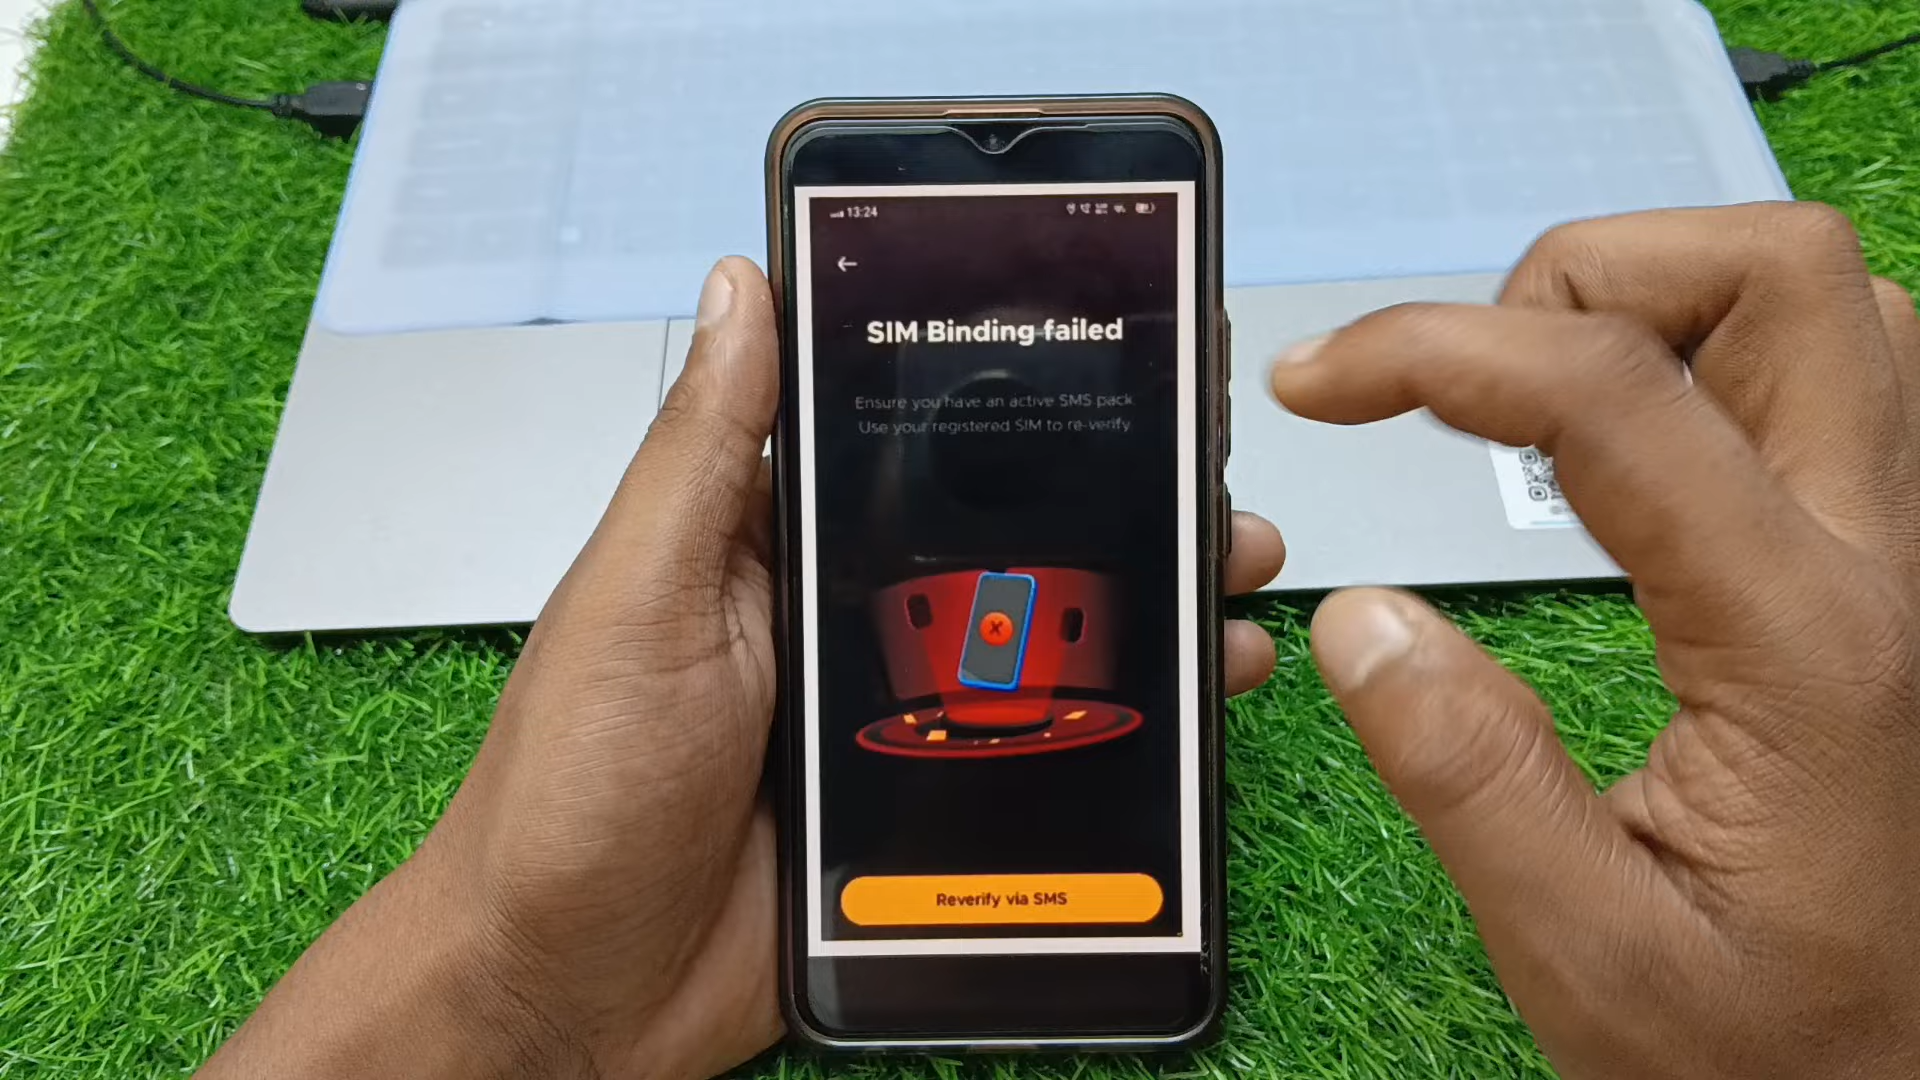 13:24
SIM Binding failed
Ensure you have an active SMS pack
Use your registered SIM to re-verify
Reverify via SMS